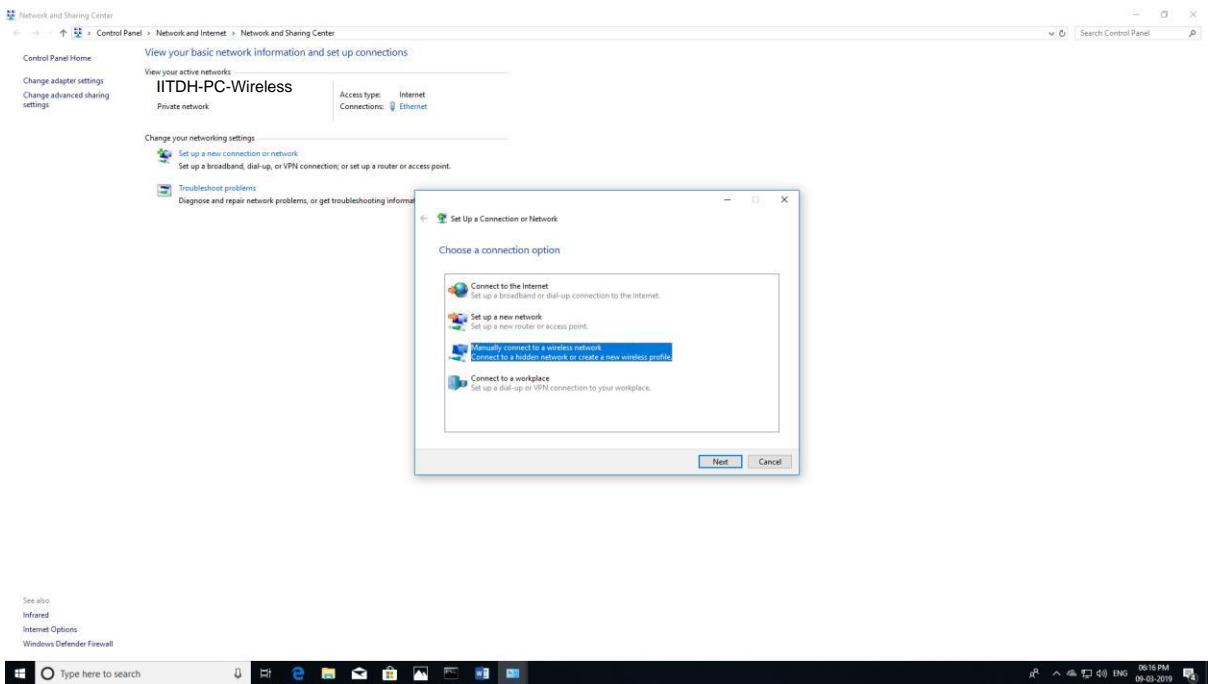 Network and Sharing Center
Control Panel > Network and Internet > Network and Sharing Center
Search Control Panel
Control Panel Home
Change adapter settings
Change advanced sharing
settings
View your basic network information and set up connections
View your active networks
IITDH-PC-Wireless
Private network
Access type: Internet
Connections: Ethernet
Change your networking settings
Set up a new connection or network
Set up a broadband, dial-up, or VPN connection; or set up a router or access point.
Troubleshoot problems
Diagnose and repair network problems, or get troubleshooting informat
Set Up a Connection or Network
Choose a connection option
Connect to the Internet
Set up a broadband or dial-up connection to the Internet.
Set up a new network
Set up a new router or access point.
Manually connect to a wireless network
Connect to a hidden network or create a new wireless profile.
Connect to a workplace
Set up a dial-up or VPN connection to your workplace.
Next Cancel
See also
Infrared
Internet Options
Windows Defender Firewall
Type here to search
ENG
06:16 PM
09-03-2019